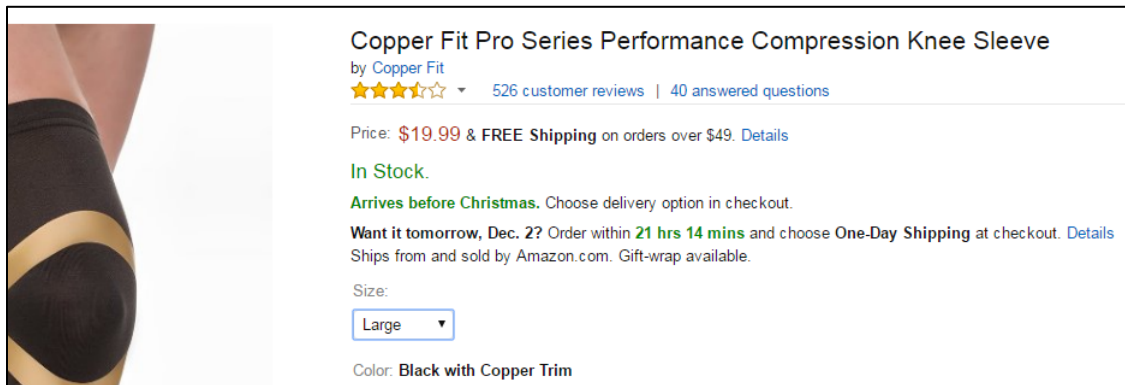 Copper Fit Pro Series Performance Compression Knee Sleeve
by Copper Fit
526 customer reviews | 40 answered questions
Price: $19.99 & FREE Shipping on orders over $49. Details
In Stock.
Arrives before Christmas. Choose delivery option in checkout.
Want it tomorrow, Dec. 2? Order within 21 hrs 14 mins and choose One-Day Shipping at checkout. Details
Ships from and sold by Amazon.com. Gift-wrap available.
Size:
Large
Color: Black with Copper Trim